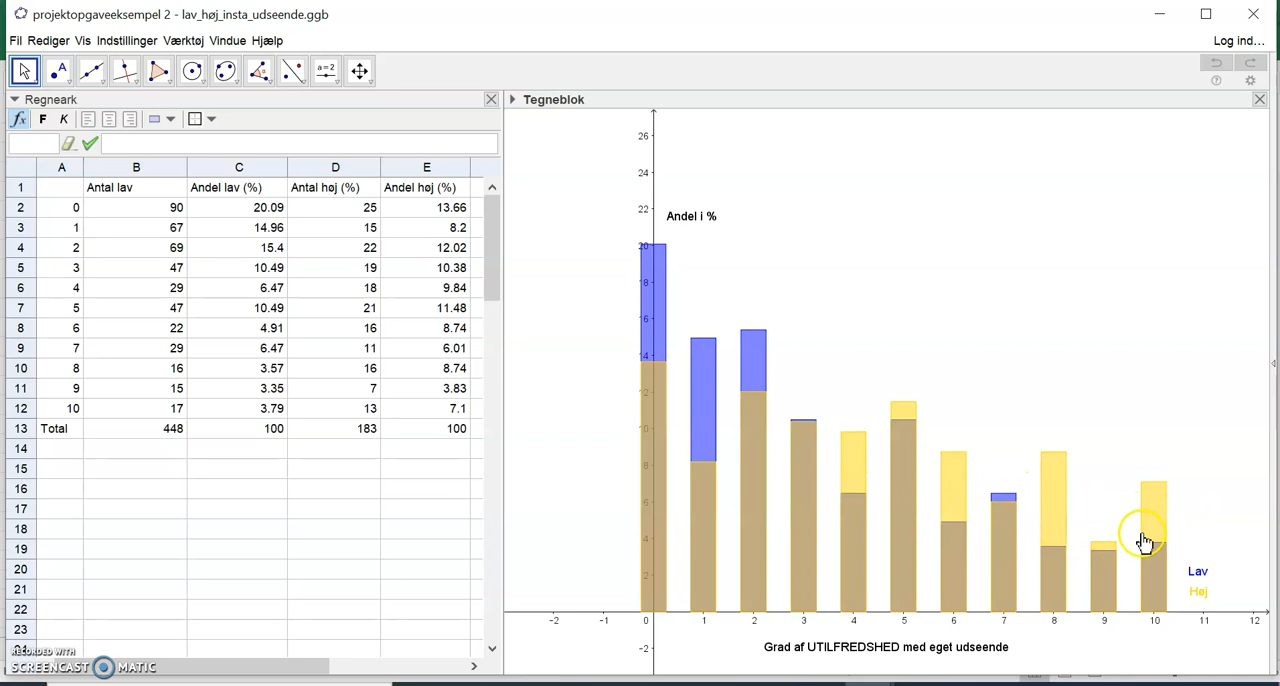 projektopgaveeksempel 2 - lav_høj_insta_udseende.ggb
Fil Rediger Vis Indstillinger Værktøj Vindue Hjælp
Log ind...
A
a=2
Regneark
Tegneblok
fx F K
A B C D E
1 Antal lav Andel lav (%) Antal høj (%) Andel høj (%)
2 0 90 20.09 25 13.66
3 1 67 14.96 15 8.2
4 2 69 15.4 22 12.02
5 3 47 10.49 19 10.38
6 4 29 6.47 18 9.84
7 5 47 10.49 21 11.48
8 6 22 4.91 16 8.74
9 7 29 6.47 11 6.01
10 8 16 3.57 16 8.74
11 9 15 3.35 7 3.83
12 10 17 3.79 13 7.1
13 Total 448 100 183 100
14
15
16
17
18
19
20
21
22
23
RECORDED WITH
SCREENCAST MATIC
26
24
22
Andel i %
20
18
16
14
12
10
8
6
4
2
0
-2
Lav
Høj
-2 -1 1 2 3 4 5 6 7 8 9 10 11 12
Grad af UTILFREDSHED med eget udseende